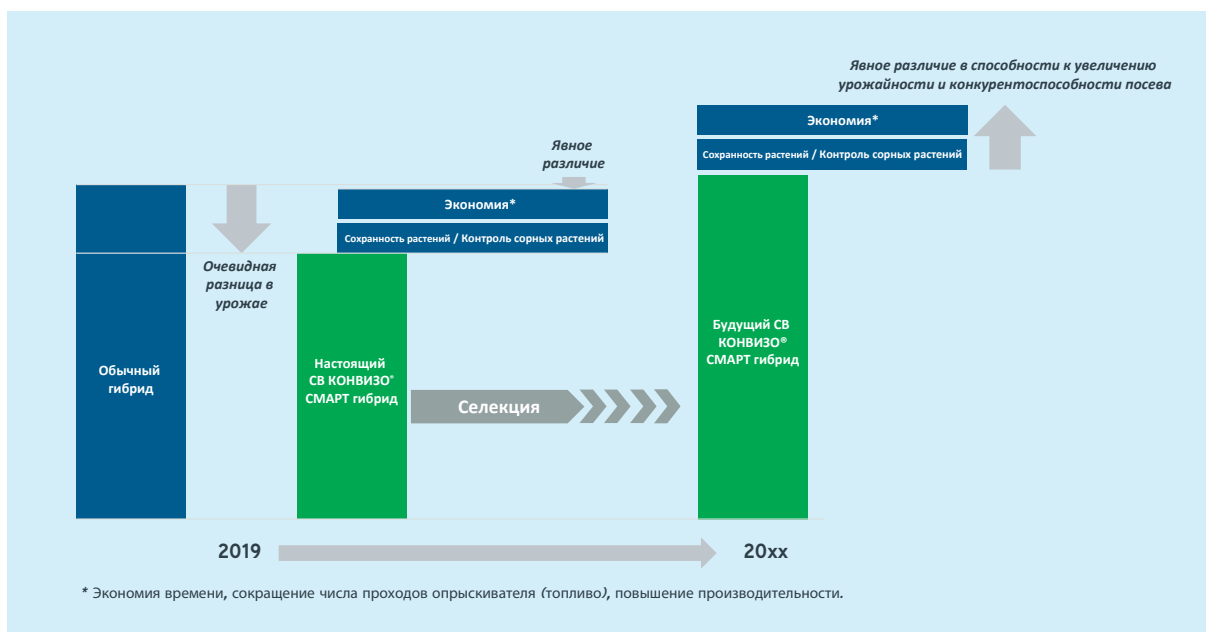 Явное различие в способности к увеличению
урожайности и конкурентоспособности посева
Экономия*
Сохранность растений / Контроль сорных растений
Явное
различие
Экономия*
Сохранность растений / Контроль сорных растений
Очевидная
разница в
урожае
Обычный
гибрид
Настоящий
СВ КОНВИЗО®
СМАРТ гибрид
Селекция
Будущий СВ
КОНВИЗО®
СМАРТ гибрид
2019
20xx
* Экономия времени, сокращение числа проходов опрыскивателя (топливо), повышение производительности.